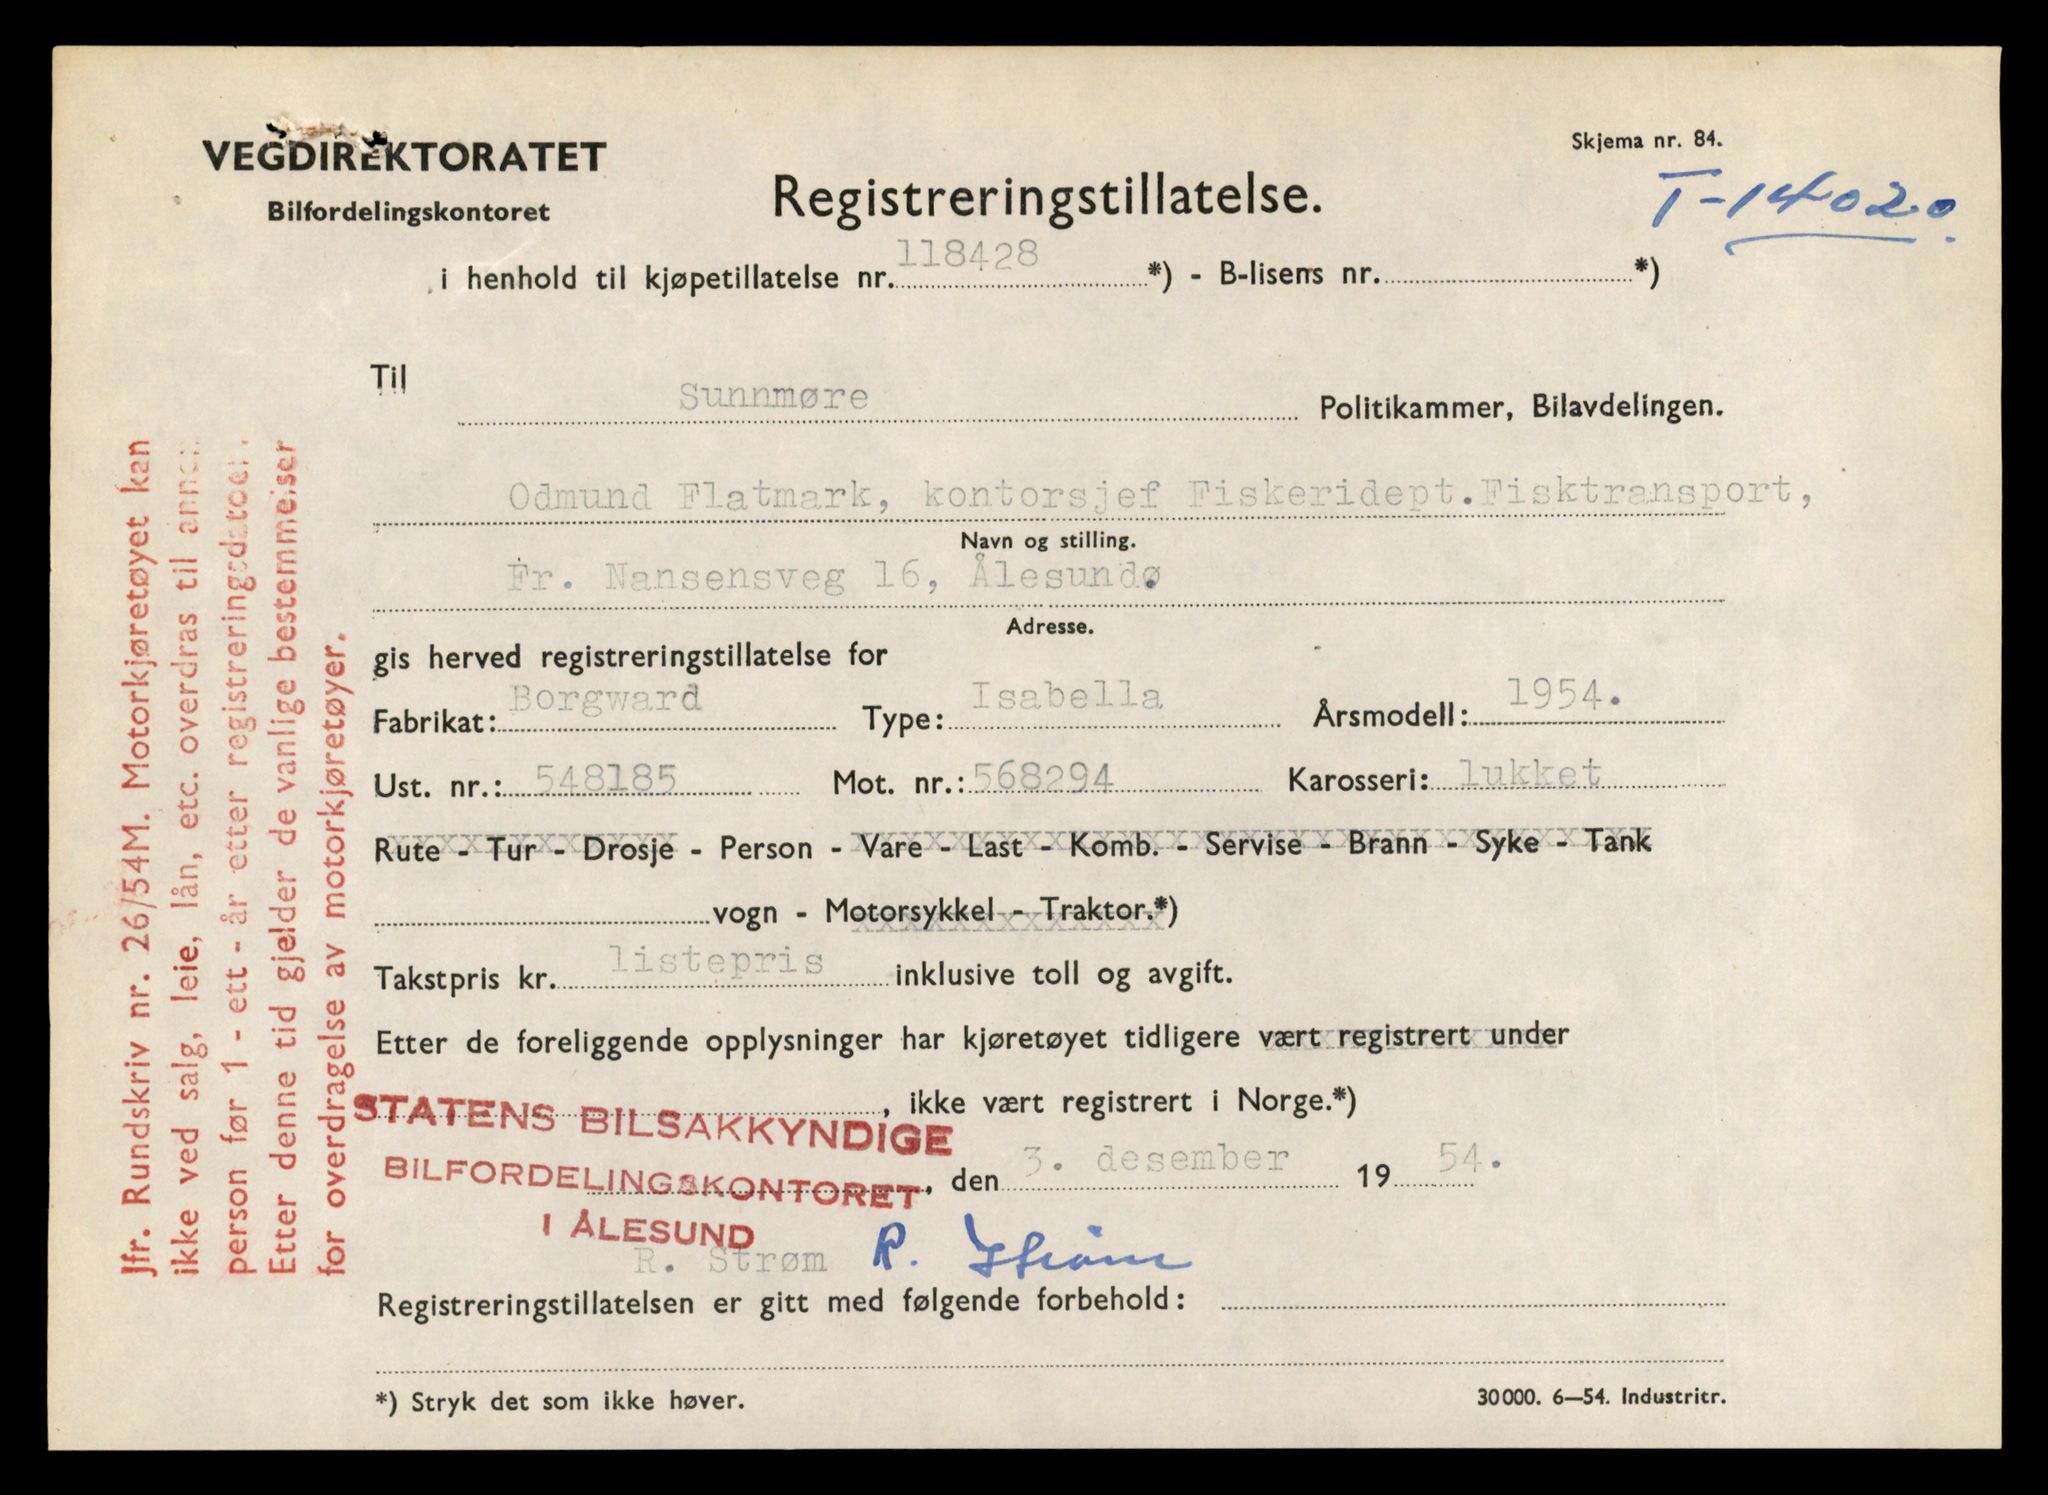 VEGDIREKTORATET
Bilfordelingskontoret
Skjema nr. 84.
T-14020.
Registreringstillatelse.
i henhold til kjøpetillatelse nr. 118428 *) - B-lisens nr. *)
Til Sunnmøre Politikammer, Bilavdelingen.
Odmund Flatmark, kontorsjef Fiskeridept.Fisktransport,
Navn og stilling.
Fr. Nansensveg 16, Ålesundø
Adresse.
gis herved registreringstillatelse for
Fabrikat: Borgward Type: Isabella Årsmodell: 1954.
Ust. nr.: 548185 Mot. nr.: 568294 Karosseri: lukket
Rute - Tur - Drosje - Person - Vare - Last - Komb. - Servise - Brann - Syke - Tank
vogn - Motorsykkel - Traktor.*)
Takstpris kr. listepris inklusive toll og avgift.
Etter de foreliggende opplysninger har kjøretøyet tidligere vært registrert under
, ikke vært registrert i Norge.*)
STATENS BILSAKKYNDIGE
BILFORDELINGSKONTORET
I ÅLESUND
, den 3. desember 19 54.
R. Strøm R. Strøm
Registreringstillatelsen er gitt med følgende forbehold:
*) Stryk det som ikke høver.
30000. 6—54. Industritr.
Jfr. Rundskriv nr. 26/54M. Motorkjøretøyet kan
ikke ved salg, leie, lån, etc. overdras til annen
person før 1 - ett - år etter registreringsdatoen.
Etter denne tid gjelder de vanlige bestemmelser
for overdragelse av motorkjøretøyer.